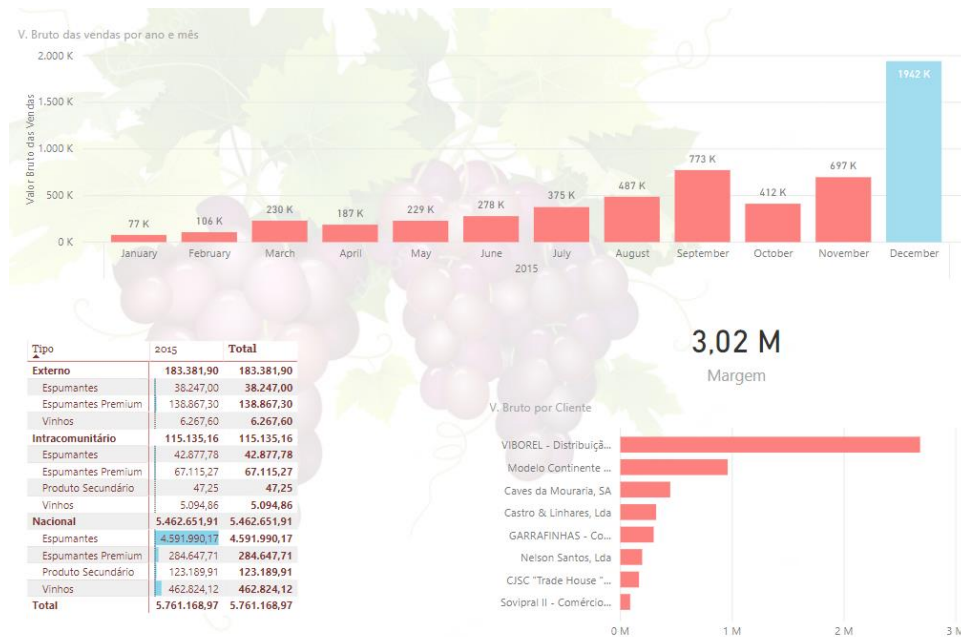 V. Bruto das vendas por ano e mês
2.000 K
1.500 K
1.000 K
500 K
0 K
Valor Bruto das Vendas
77 K
106 K
230 K
187 K
229 K
278 K
375 K
487 K
773 K
412 K
697 K
1942 K
January February March April May June July August September October November December
2015
Tipo 2015 Total
Externo 183.381,90 183.381,90
Espumantes 38.247,00 38.247,00
Espumantes Premium 138.867,30 138.867,30
Vinhos 6.267,60 6.267,60
Intracomunitário 115.135,16 115.135,16
Espumantes 42.877,78 42.877,78
Espumantes Premium 67.115,27 67.115,27
Produto Secundário 47,25 47,25
Vinhos 5.094,86 5.094,86
Nacional 5.462.651,91 5.462.651,91
Espumantes 4.591.990,17 4.591.990,17
Espumantes Premium 284.647,71 284.647,71
Produto Secundário 123.189,91 123.189,91
Vinhos 462.824,12 462.824,12
Total 5.761.168,97 5.761.168,97
3,02 M
Margem
V. Bruto por Cliente
VIBOREL - Distribuiçã...
Modelo Continente ...
Caves da Mouraria, SA
Castro & Linhares, Lda
GARRAFINHAS - Co...
Nelson Santos, Lda
CJSC "Trade House "...
Sovipral II - Comércio...
0 M 1 M 2 M 3 M